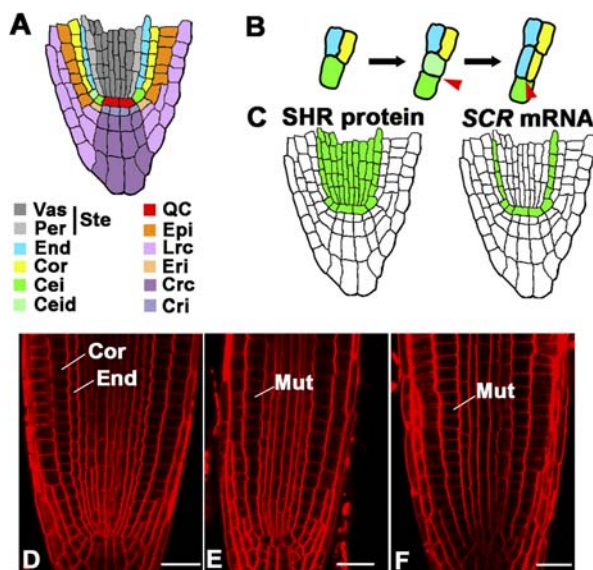 A
B
C SHR protein SCR mRNA
Vas
Per
Ste
End
Cor
Cei
Ceid
QC
Epi
Lrc
Eri
Crc
Cri
Cor
End
Mut
Mut
D
E
F